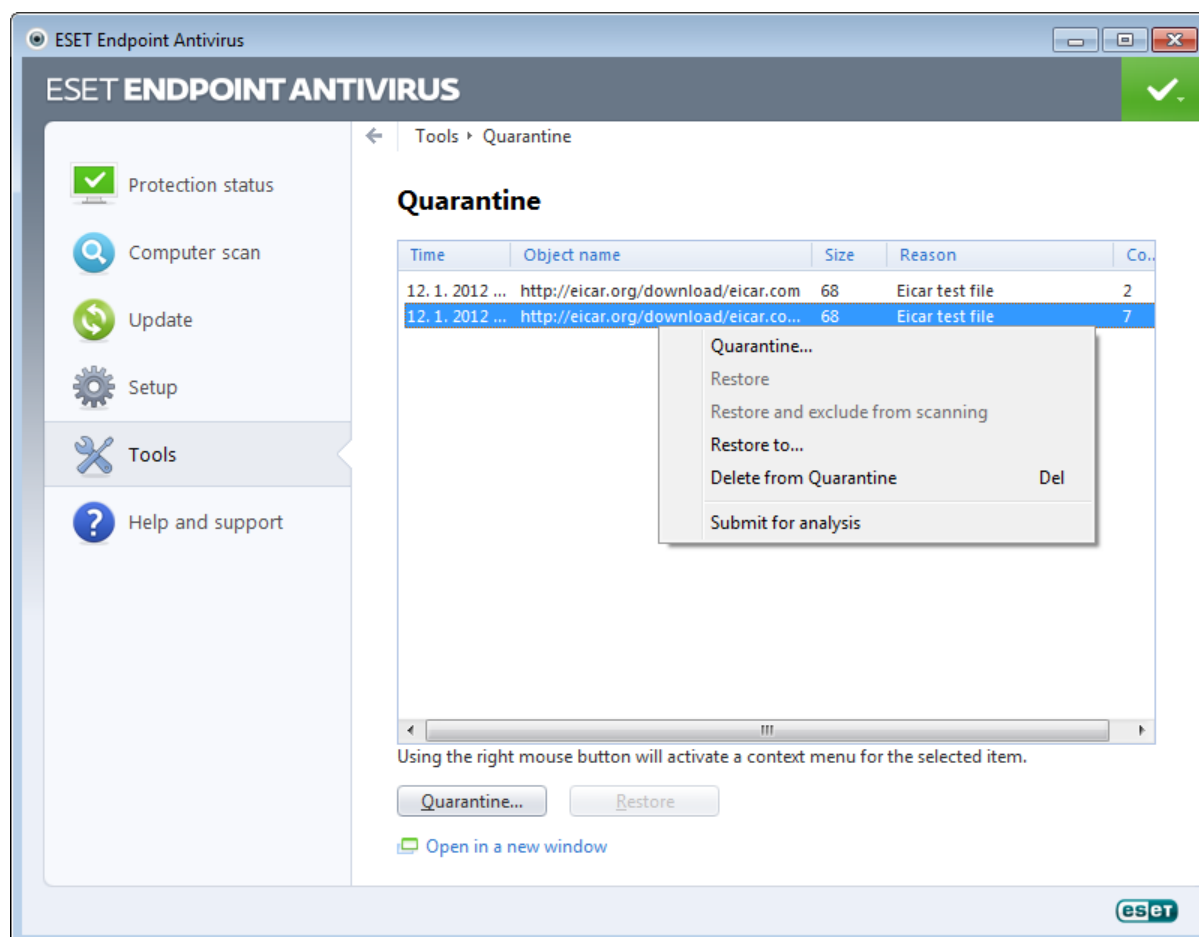 ESET Endpoint Antivirus
ESET ENDPOINT ANTIVIRUS
Tools ‣ Quarantine
Protection status
Computer scan
Update
Setup
Tools
Help and support
Quarantine
Time Object name Size Reason Co..
12. 1. 2012 ... http://eicar.org/download/eicar.com 68 Eicar test file 2
12. 1. 2012 ... http://eicar.org/download/eicar.co... 68 Eicar test file 7
Quarantine...
Restore
Restore and exclude from scanning
Restore to...
Delete from Quarantine Del
Submit for analysis
Using the right mouse button will activate a context menu for the selected item.
Quarantine... Restore
Open in a new window
eset